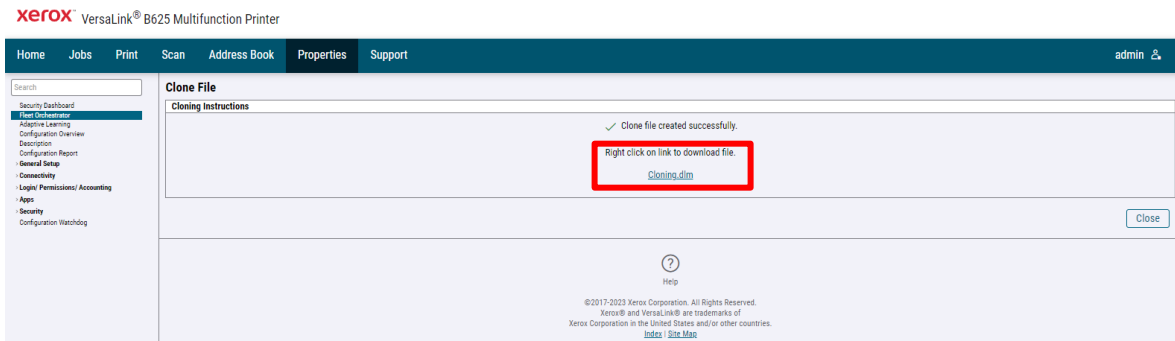 xerox™ VersaLink® B625 Multifunction Printer
Home Jobs Print Scan Address Book Properties Support admin
Search
Security Dashboard
Fleet Orchestrator
Adaptive Learning
Configuration Overview
Description
Configuration Report
› General Setup
› Connectivity
› Login/ Permissions/ Accounting
› Apps
› Security
Configuration Watchdog
Clone File
Cloning Instructions
Clone file created successfully.
Right click on link to download file.
Cloning.dlm
Close
Help
©2017-2023 Xerox Corporation. All Rights Reserved.
Xerox® and VersaLink® are trademarks of
Xerox Corporation in the United States and/or other countries.
Index | Site Map